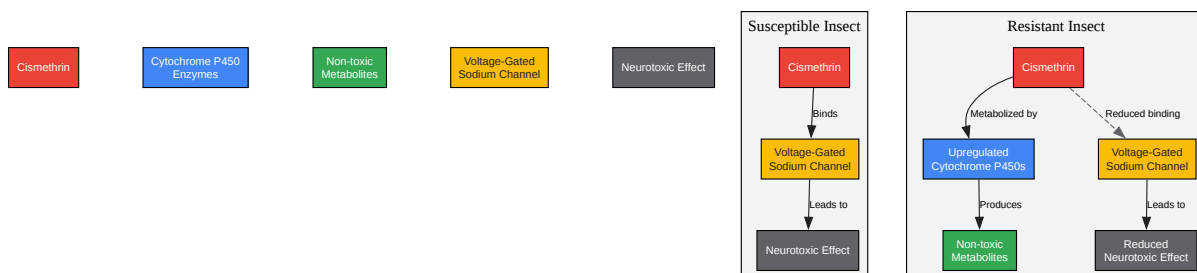 Cismethrin
Cytochrome P450
Enzymes
Non-toxic
Metabolites
Voltage-Gated
Sodium Channel
Neurotoxic Effect
Susceptible Insect
Cismethrin
Binds
Voltage-Gated
Sodium Channel
Leads to
Neurotoxic Effect
Resistant Insect
Cismethrin
Metabolized by
Reduced binding
Upregulated
Cytochrome P450s
Voltage-Gated
Sodium Channel
Produces
Leads to
Non-toxic
Metabolites
Reduced
Neurotoxic Effect